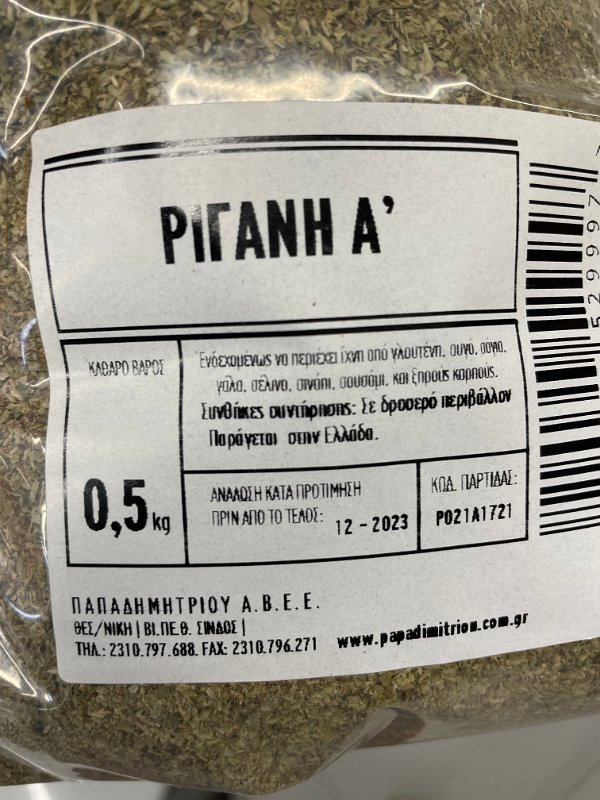 ΡΙΓΑΝΗ Α’
ΚΑΘΑΡΟ ΒΑΡΟΣ
0,5 kg
Ενδεχομένως να περιέχει ίχνη από γλουτένη, αυγό, σόγια,
γάλα, σέλινο, σινάπι, σουσάμι, και ξηρούς καρπούς.
Συνθήκες συντήρησης: Σε δροσερό περιβάλλον
Παράγεται στην Ελλάδα.
ΑΝΑΛΩΣΗ ΚΑΤΑ ΠΡΟΤΙΜΗΣΗ
ΠΡΙΝ ΑΠΟ ΤΟ ΤΕΛΟΣ: 12 - 2023
ΚΩΔ. ΠΑΡΤΙΔΑΣ:
P021A1721
ΠΑΠΑΔΗΜΗΤΡΙΟΥ Α.Β.Ε.Ε.
ΘΕΣ/ΝΙΚΗ | ΒΙ.ΠΕ.Θ. ΣΙΝΔΟΣ |
ΤΗΛ.: 2310.797.688. FAX: 2310.796.271
www.papadimitriou.com.gr